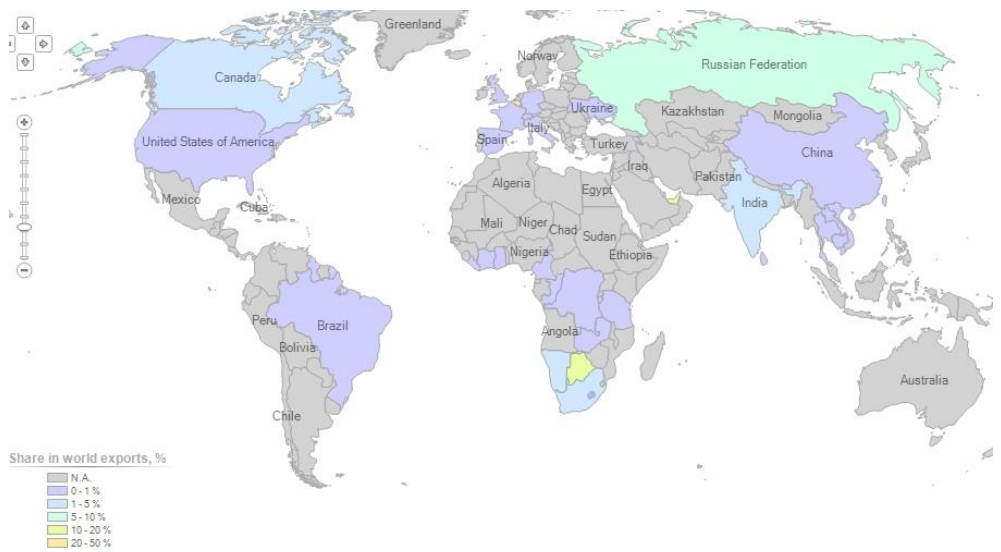 Greenland
Norway
Russian Federation
Canada
Ukraine
Kazakhstan
Mongolia
United States of America
Spain
Italy
Turkey
China
Iraq
Pakistan
Algeria
Egypt
Mexico
Cuba
India
Mali
Niger
Chad
Sudan
Nigeria
Ethiopia
Peru
Brazil
Angola
Bolivia
Australia
Chile
Share in world exports, %
N.A.
0 - 1 %
1 - 5 %
5 - 10 %
10 - 20 %
20 - 50 %